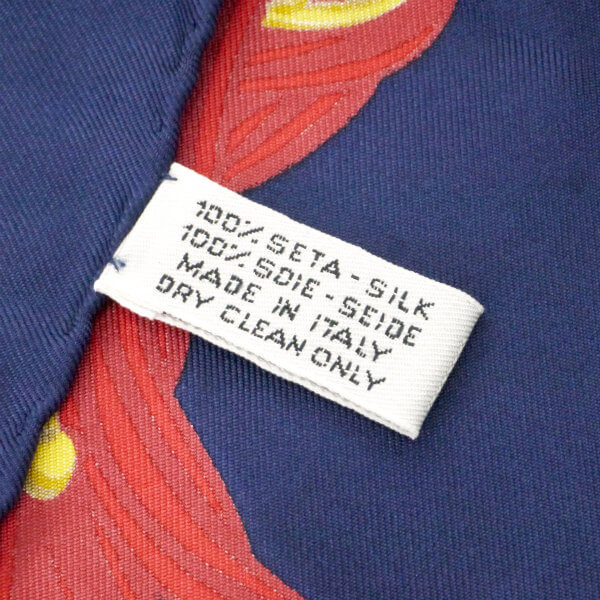 100% SETA - SILK
100% SOIE - SEIDE
MADE IN ITALY
DRY CLEAN ONLY